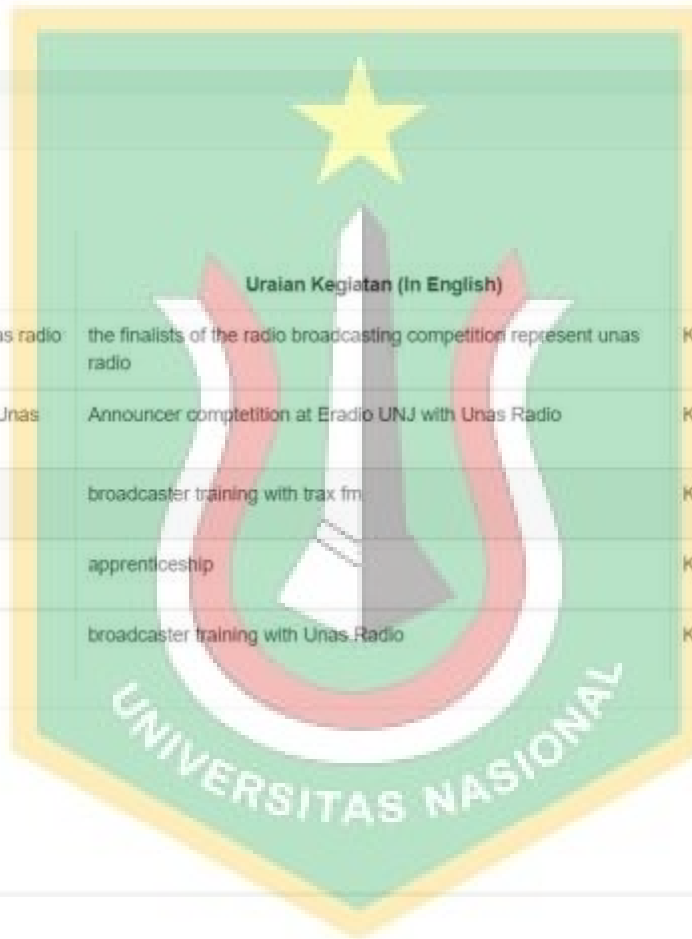 Uraian Kegiatan (In English)
as radio the finalists of the radio broadcasting competition represent unas K
radio
Unas Announcer comptetition at Eradio UNJ with Unas Radio K
broadcaster training with trax fm K
apprenticeship K
broadcaster training with Unas Radio K
UNIVERSITAS NASIONAL